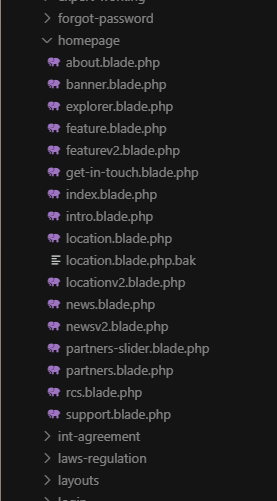 expert-working
forgot-password
homepage
about.blade.php
banner.blade.php
explorer.blade.php
feature.blade.php
featurev2.blade.php
get-in-touch.blade.php
index.blade.php
intro.blade.php
location.blade.php
location.blade.php.bak
locationv2.blade.php
news.blade.php
newsv2.blade.php
partners-slider.blade.php
partners.blade.php
rcs.blade.php
support.blade.php
int-agreement
laws-regulation
layouts
login